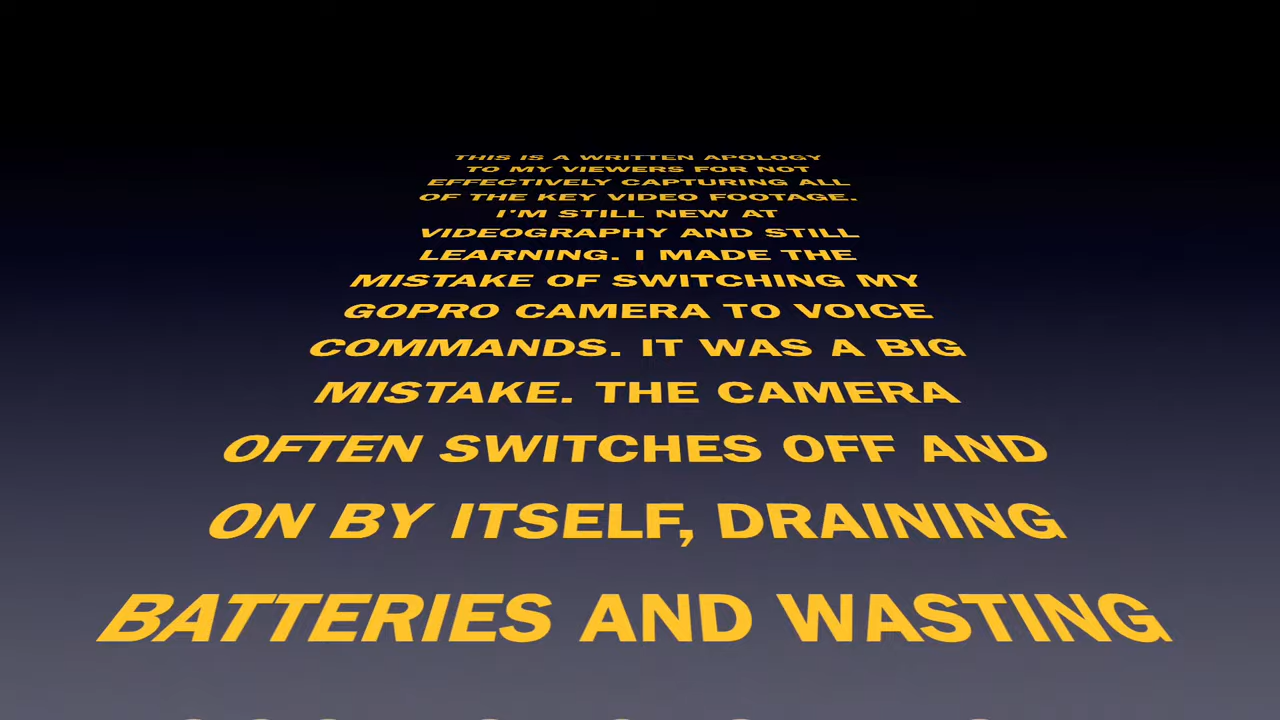 THIS IS A WRITTEN APOLOGY
TO MY VIEWERS FOR NOT
EFFECTIVELY CAPTURING ALL
OF THE KEY VIDEO FOOTAGE.
I'M STILL NEW AT
VIDEOGRAPHY AND STILL
LEARNING. I MADE THE
MISTAKE OF SWITCHING MY
GOPRO CAMERA TO VOICE
COMMANDS. IT WAS A BIG
MISTAKE. THE CAMERA
OFTEN SWITCHES OFF AND
ON BY ITSELF, DRAINING
BATTERIES AND WASTING